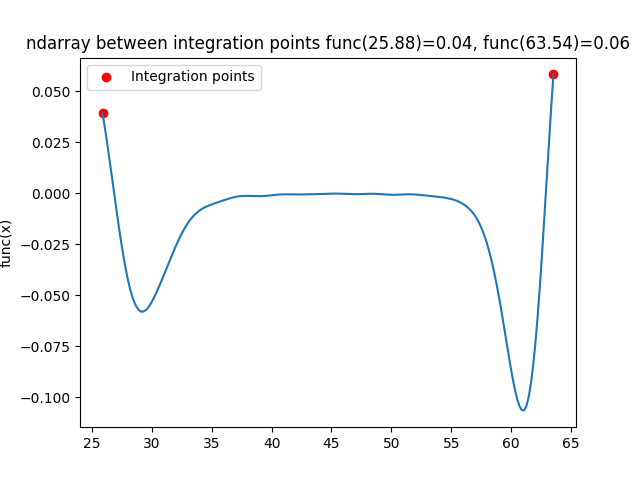 ndarray between integration points func(25.88)=0.04, func(63.54)=0.06
Integration points
0.050
0.025
0.000
−0.025
−0.050
−0.075
−0.100
func(x)
25 30 35 40 45 50 55 60 65